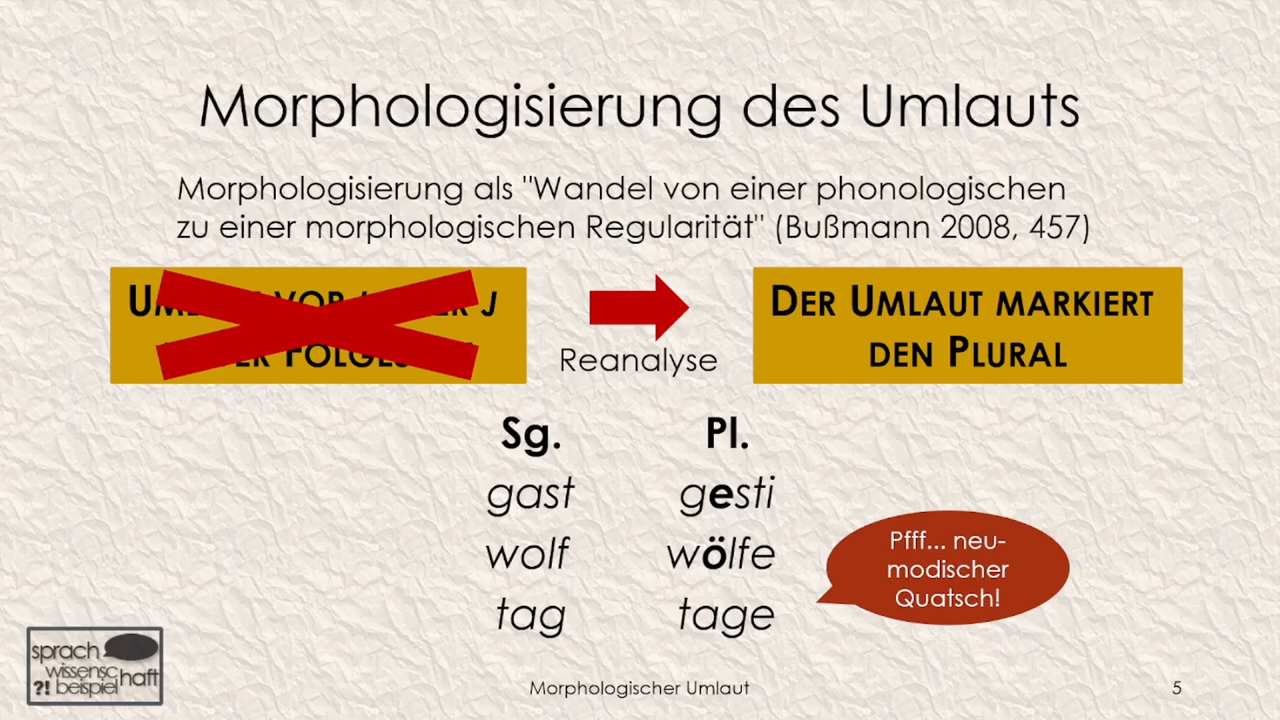 Morphologisierung des Umlauts
Morphologisierung als "Wandel von einer phonologischen
zu einer morphologischen Regularität" (Bußmann 2008, 457)
J
Reanalyse
DER UMLAUT MARKIERT
DEN PLURAL
Sg. Pl.
gast gesti
wolf wölfe
tag tage
Pfff... neu-
modischer
Quatsch!
sprach
wissensc
haft
?! beispiel
Morphologischer Umlaut
5